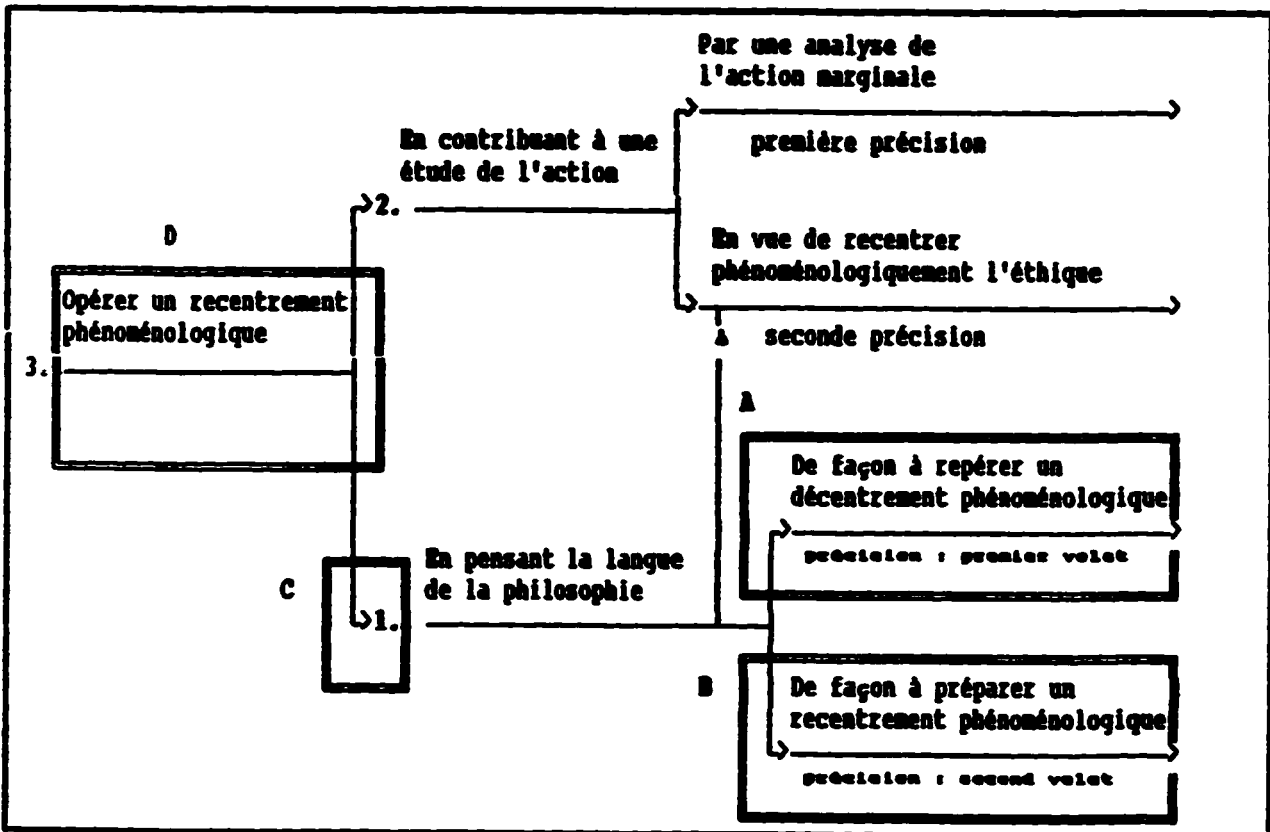 Par une analyse de
l'action marginale
première précision
En contribuant à une
étude de l'action
2.
En vue de recentrer
phénoménologiquement l'éthique
seconde précision
D
Opérer un recentrement
phénoménologique
3.
A
De façon à repérer un
décentrement phénoménologique
précision : premier volet
C
En pensant la langue
de la philosophie
1.
B
De façon à préparer un
recentrement phénoménologique
précision : second volet